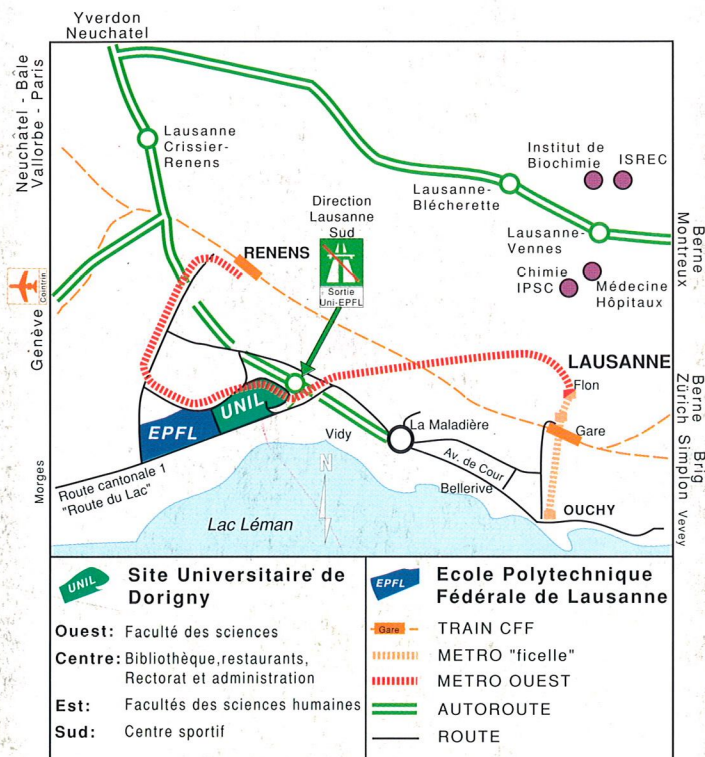 Yverdon
Neuchatel
Neuchâtel - Bâle
Vallorbe - Paris
Lausanne
Crissier-
Renens
Institut de
Biochimie
ISREC
Lausanne-
Blécherette
Direction
Lausanne
Sud
Lausanne-
Vennes
Berne
Montreux
RENENS
Chimie
IPSC
Médecine
Hôpitaux
Cointrin
Sortie
Uni-EPFL
Genève
LAUSANNE
Flon
Berne
Zürich
Brig
Simplon
Vevey
UNIL
EPFL
Vidy
La Maladière
Gare
Av. de Cour
Bellerive
OUCHY
Morges
Route cantonale 1
"Route du Lac"
N
Lac Léman
UNIL
Site Universitaire de
Dorigny
Ouest: Faculté des sciences
Centre: Bibliothèque,restaurants,
Rectorat et administration
Est: Facultés des sciences humaines
Sud: Centre sportif
EPFL
Ecole Polytechnique
Fédérale de Lausanne
Gare
TRAIN CFF
METRO "ficelle"
METRO OUEST
AUTOROUTE
ROUTE